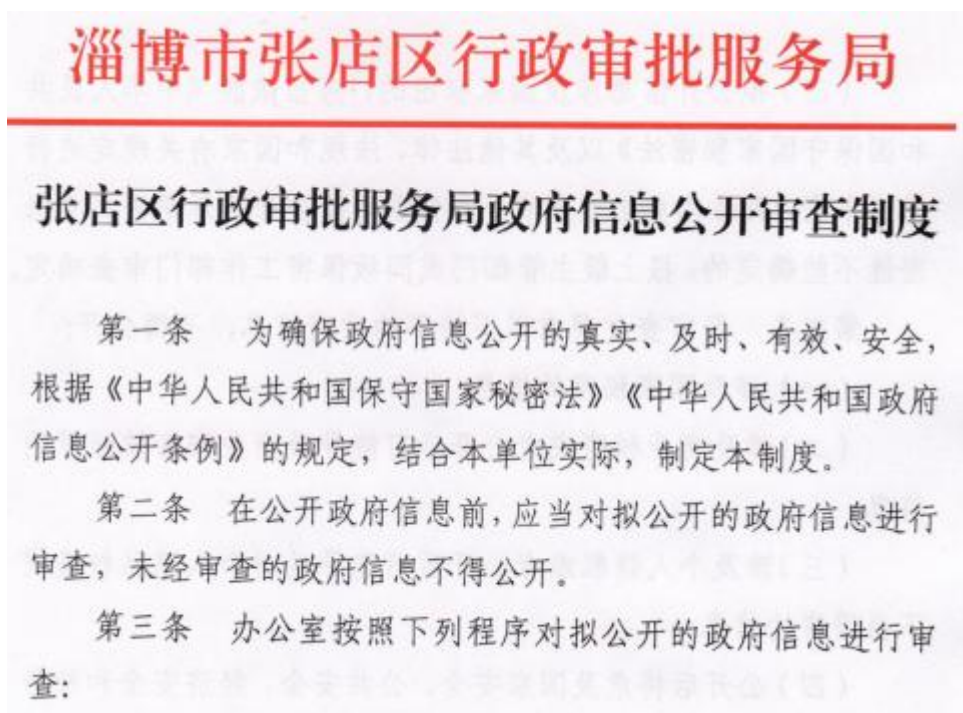 淄博市张店区行政审批服务局
张店区行政审批服务局政府信息公开审查制度
第一条 为确保政府信息公开的真实、及时、有效、安全，
根据《中华人民共和国保守国家秘密法》《中华人民共和国政府
信息公开条例》的规定，结合本单位实际，制定本制度。
第二条 在公开政府信息前，应当对拟公开的政府信息进行
审查，未经审查的政府信息不得公开。
第三条 办公室按照下列程序对拟公开的政府信息进行审
查：